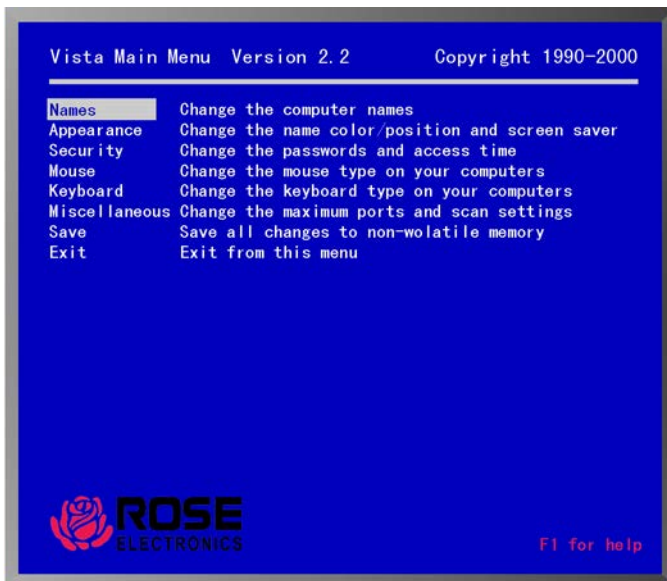 Vista Main Menu Version 2.2 Copyright 1990-2000
Names Change the computer names
Appearance Change the name color/position and screen saver
Security Change the passwords and access time
Mouse Change the mouse type on your computers
Keyboard Change the keyboard type on your computers
Miscellaneous Change the maximum ports and scan settings
Save Save all changes to non-wolatile memory
Exit Exit from this menu
ROSE
ELECTRONICS
F1 for help